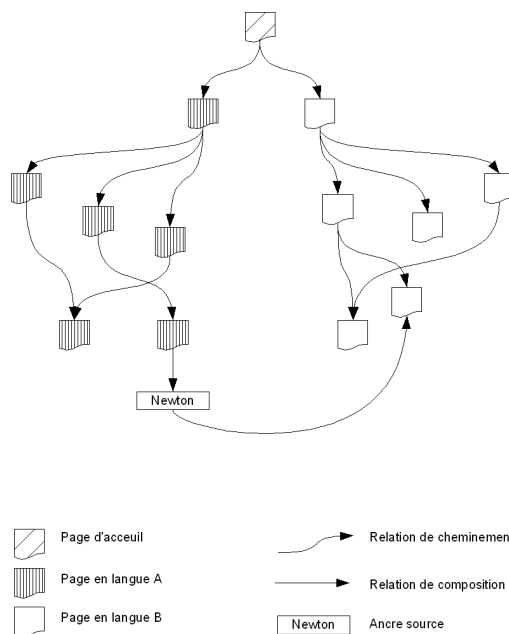 Newton
Page d'acceuil
Relation de cheminemen
Page en langue A
Relation de composition
Page en langue B
Newton
Ancre source